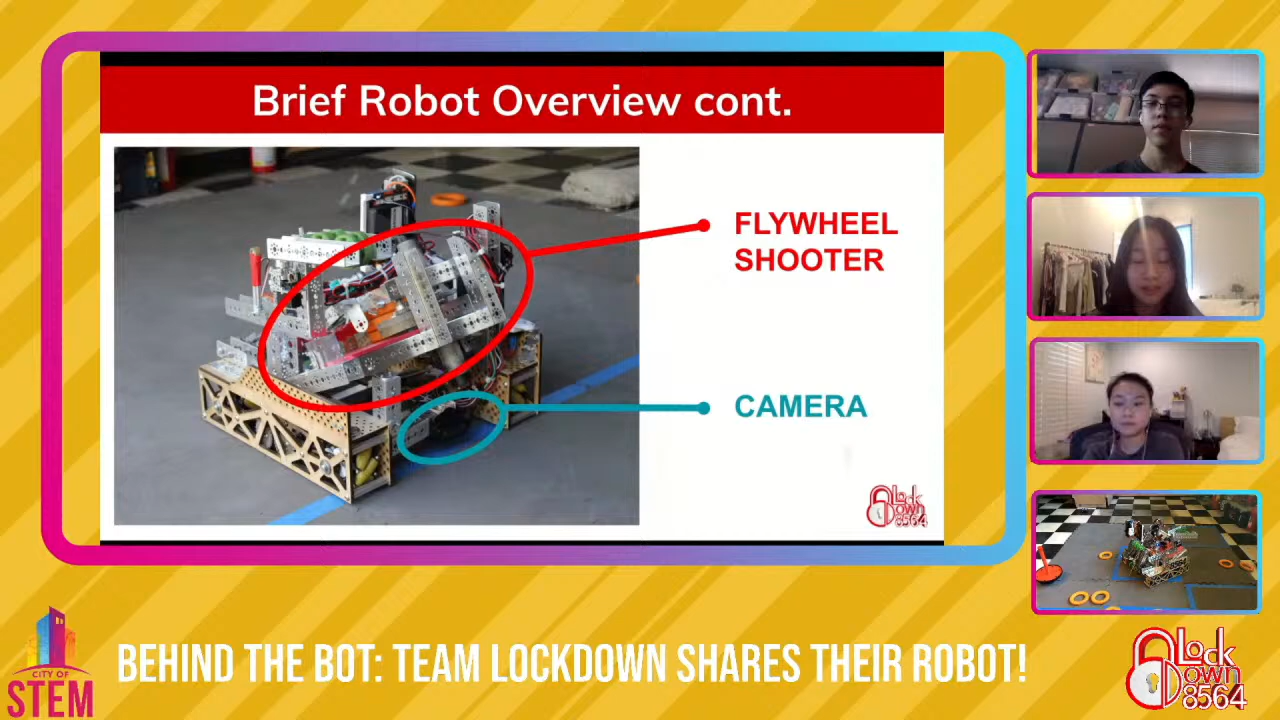 Brief Robot Overview cont.
FLYWHEEL
SHOOTER
CAMERA
Lock
Down
8564
BEHIND THE BOT: TEAM LOCKDOWN SHARES THEIR ROBOT!
CITY OF
STEM
Lock
Down
8564